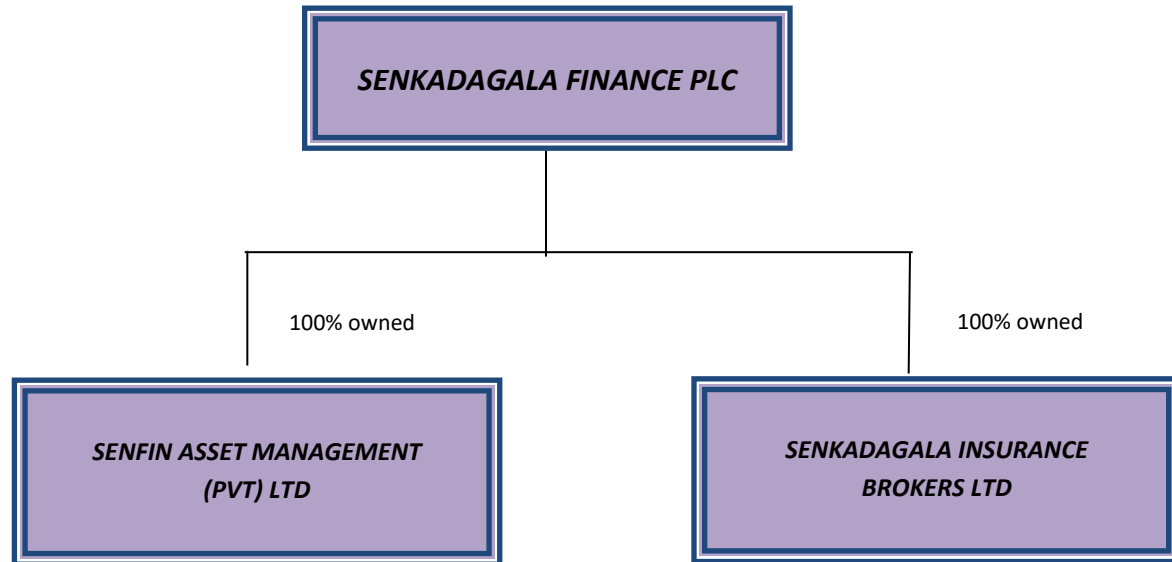 SENKADAGALA FINANCE PLC
100% owned
100% owned
SENFIN ASSET MANAGEMENT
(PVT) LTD
SENKADAGALA INSURANCE
BROKERS LTD